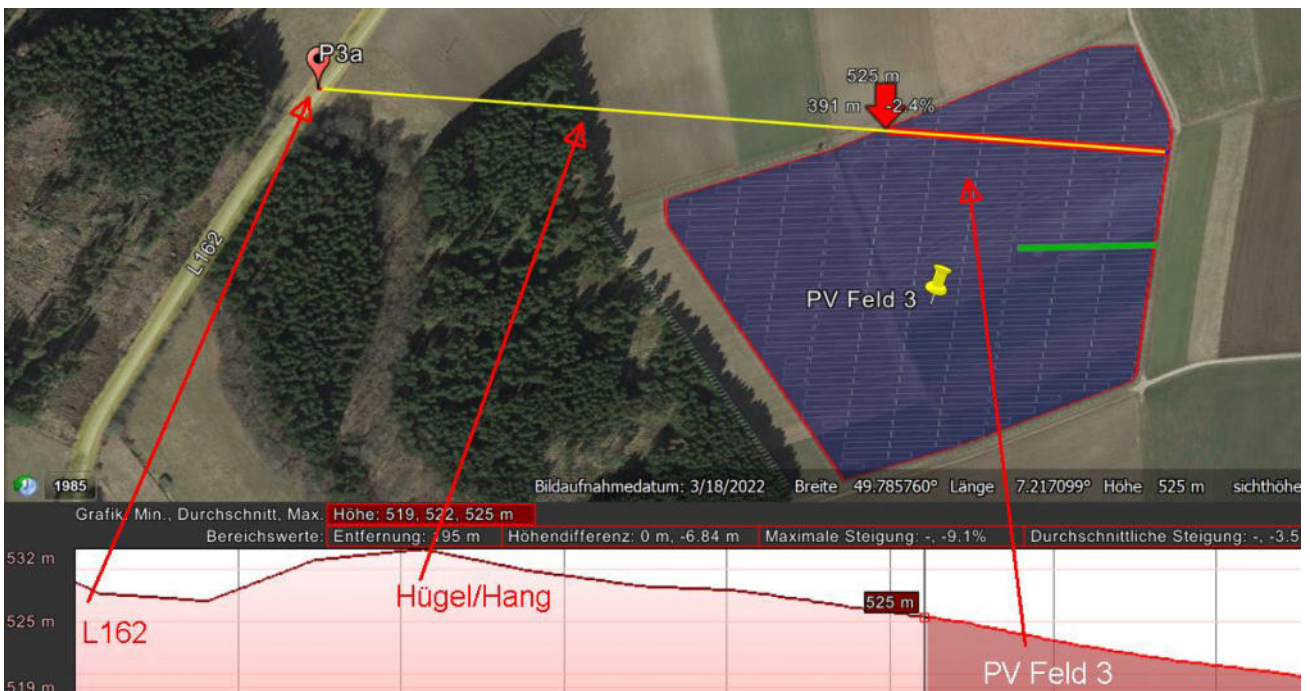 P3a
525 m
391 m -2.4%
L162
PV Feld 3
1985
Bildaufnahmedatum: 3/18/2022 Breite 49.785760° Länge 7.217099° Höhe 525 m sichthöhe
Grafik: Min., Durchschnitt, Max. Höhe: 519, 522, 525 m
Bereichswerte: Entfernung: 195 m Höhendifferenz: 0 m, -6.84 m Maximale Steigung: -, -9.1% Durchschnittliche Steigung: -, -3.5
532 m
Hügel/Hang
525 m
525 m
L162
PV Feld 3
519 m